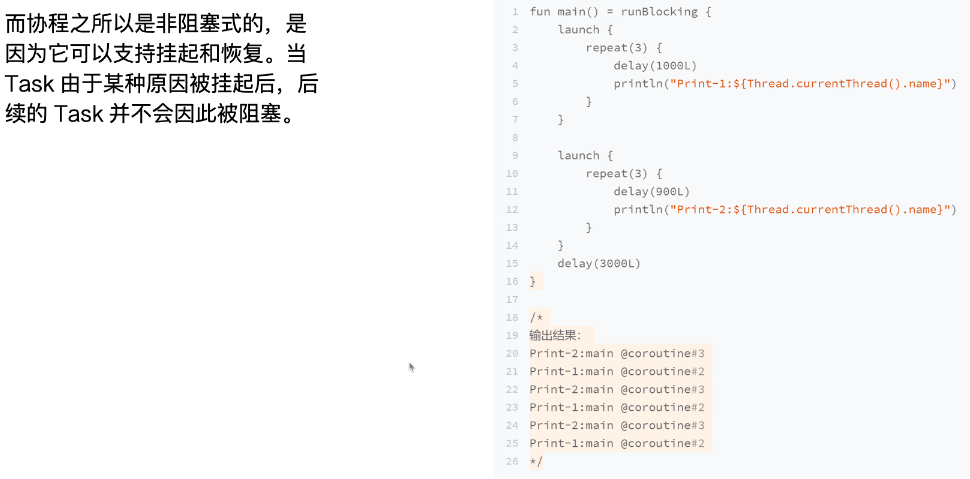 而协程之所以是非阻塞式的，是
因为它可以支持挂起和恢复。当
Task 由于某种原因被挂起后，后
续的 Task 并不会因此被阻塞。
1 fun main() = runBlocking {
2     launch {
3         repeat(3) {
4             delay(1000L)
5             println("Print-1:${Thread.currentThread().name}")
6         }
7     }
8
9     launch {
10         repeat(3) {
11             delay(900L)
12             println("Print-2:${Thread.currentThread().name}")
13         }
14     }
15     delay(3000L)
16 }
17
18 /*
19 输出结果：
20 Print-2:main @coroutine#3
21 Print-1:main @coroutine#2
22 Print-2:main @coroutine#3
23 Print-1:main @coroutine#2
24 Print-2:main @coroutine#3
25 Print-1:main @coroutine#2
26 */